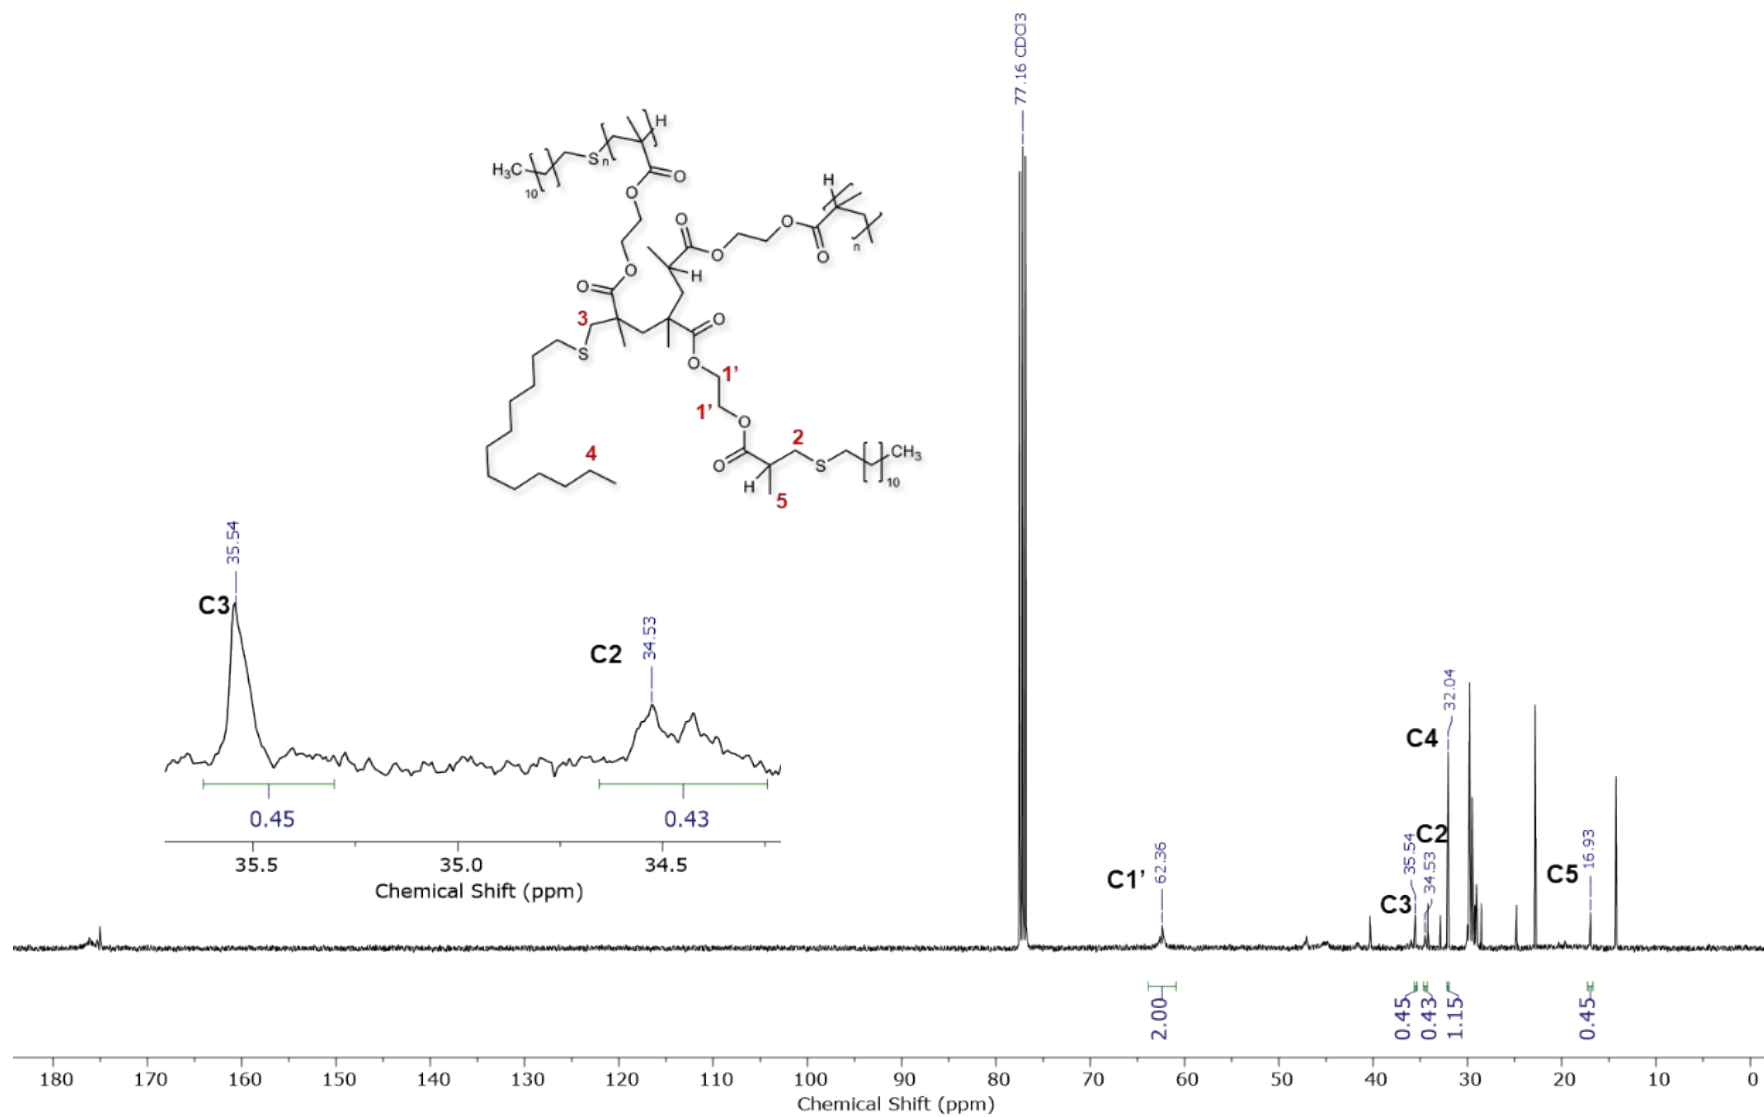 77.16 CDCl3
H
S
n
H₃C
10
O
O
H
O
O
O
n
O
O
H
O
O
O
3
S
O
O
1'
1'
O
2
4
O
S
CH₃
10
H
5
35.54
C3
34.53
C2
0.45
0.43
35.5 35.0 34.5
Chemical Shift (ppm)
32.04
C4
C2
35.54
34.53
C3
62.36
C1'
16.93
C5
2.00
0.45
0.43
1.15
0.45
180 170 160 150 140 130 120 110 100 90 80 70 60 50 40 30 20 10 0
Chemical Shift (ppm)